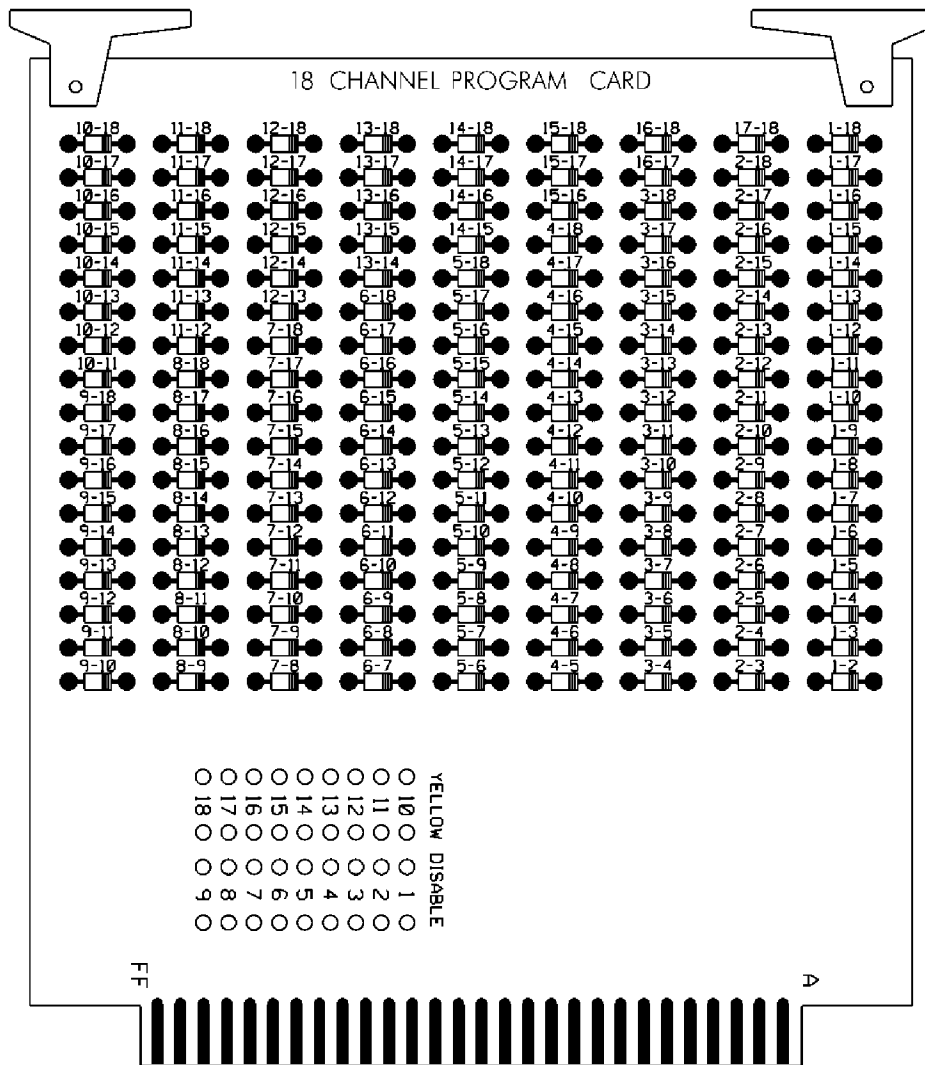 18 CHANNEL PROGRAM CARD
10-18 11-18 12-18 13-18 14-18 15-18 16-18 17-18 1-18
10-17 11-17 12-17 13-17 14-17 15-17 16-17 2-18 1-17
10-16 11-16 12-16 13-16 14-16 15-16 3-18 2-17 1-16
10-15 11-15 12-15 13-15 14-15 4-18 3-17 2-16 1-15
10-14 11-14 12-14 13-14 5-18 4-17 3-16 2-15 1-14
10-13 11-13 12-13 6-18 5-17 4-16 3-15 2-14 1-13
10-12 11-12 7-18 6-17 5-16 4-15 3-14 2-13 1-12
10-11 8-18 7-17 6-16 5-15 4-14 3-13 2-12 1-11
9-18 8-17 7-16 6-15 5-14 4-13 3-12 2-11 1-10
9-17 8-16 7-15 6-14 5-13 4-12 3-11 2-10 1-9
9-16 8-15 7-14 6-13 5-12 4-11 3-10 2-9 1-8
9-15 8-14 7-13 6-12 5-11 4-10 3-9 2-8 1-7
9-14 8-13 7-12 6-11 5-10 4-9 3-8 2-7 1-6
9-13 8-12 7-11 6-10 5-9 4-8 3-7 2-6 1-5
9-12 8-11 7-10 6-9 5-8 4-7 3-6 2-5 1-4
9-11 8-10 7-9 6-8 5-7 4-6 3-5 2-4 1-3
9-10 8-9 7-8 6-7 5-6 4-5 3-4 2-3 1-2
YELLOW DISABLE
10 1
11 2
12 3
13 4
14 5
15 6
16 7
17 8
18 9
FF A